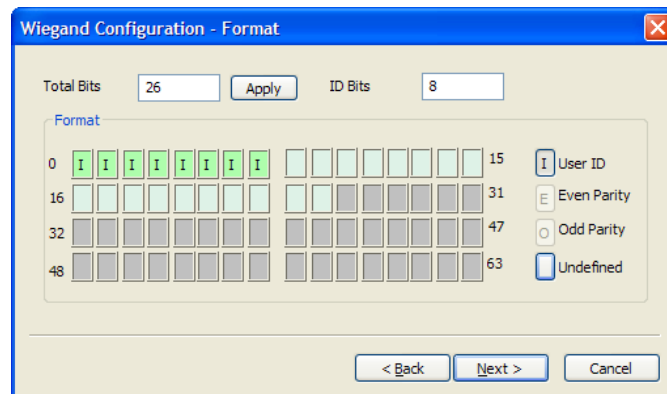 Wiegand Configuration - Format
Total Bits 26 Apply ID Bits 8
Format
0 I I I I I I I I 15 I User ID
16 31 E Even Parity
32 47 O Odd Parity
48 63 Undefined
< Back Next > Cancel